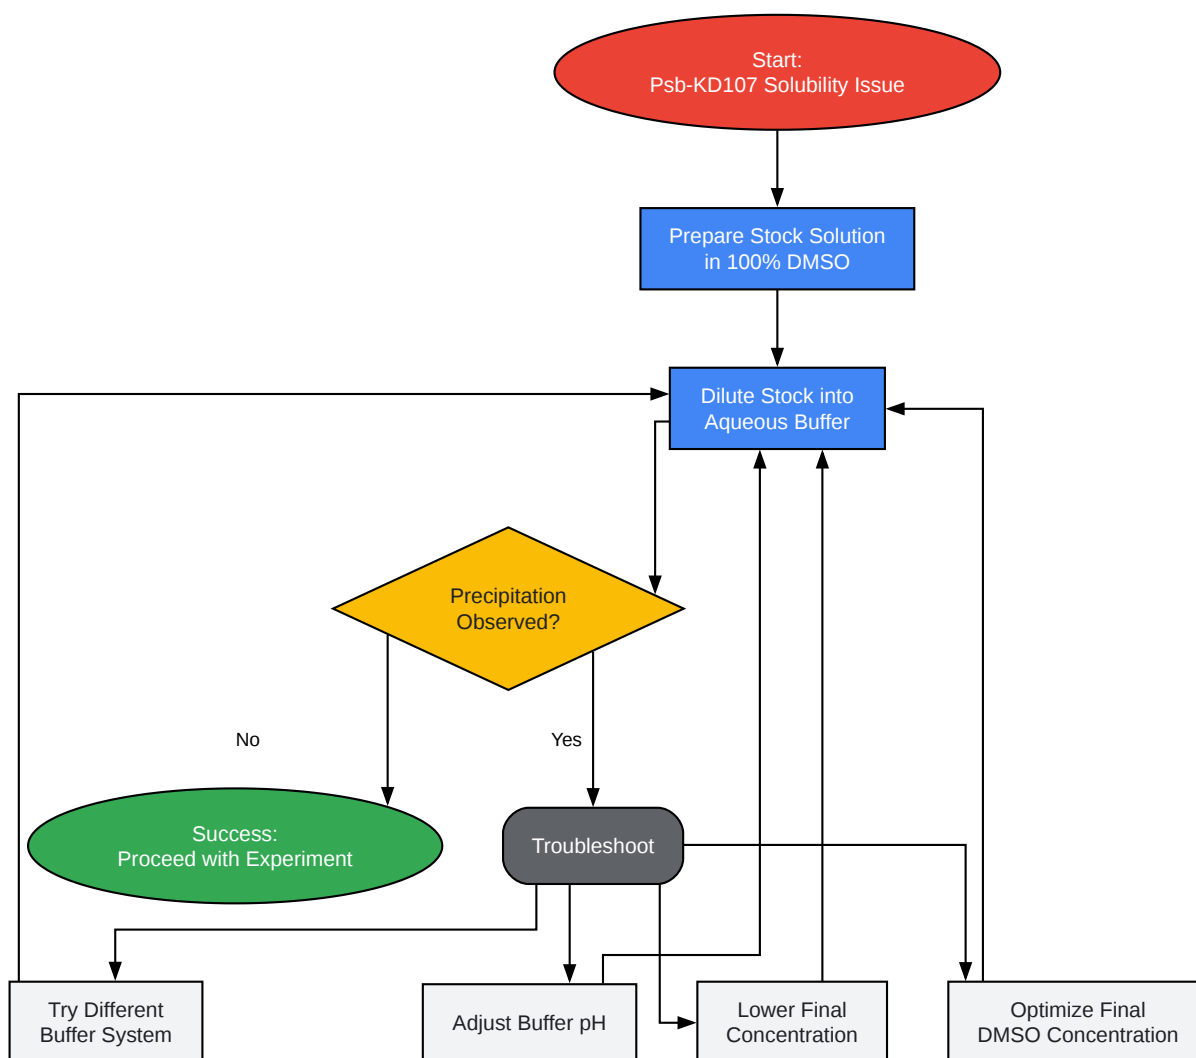 Start:
Psb-KD107 Solubility Issue
Prepare Stock Solution
in 100% DMSO
Dilute Stock into
Aqueous Buffer
Precipitation
Observed?
No
Yes
Success:
Proceed with Experiment
Troubleshoot
Try Different
Buffer System
Adjust Buffer pH
Lower Final
Concentration
Optimize Final
DMSO Concentration